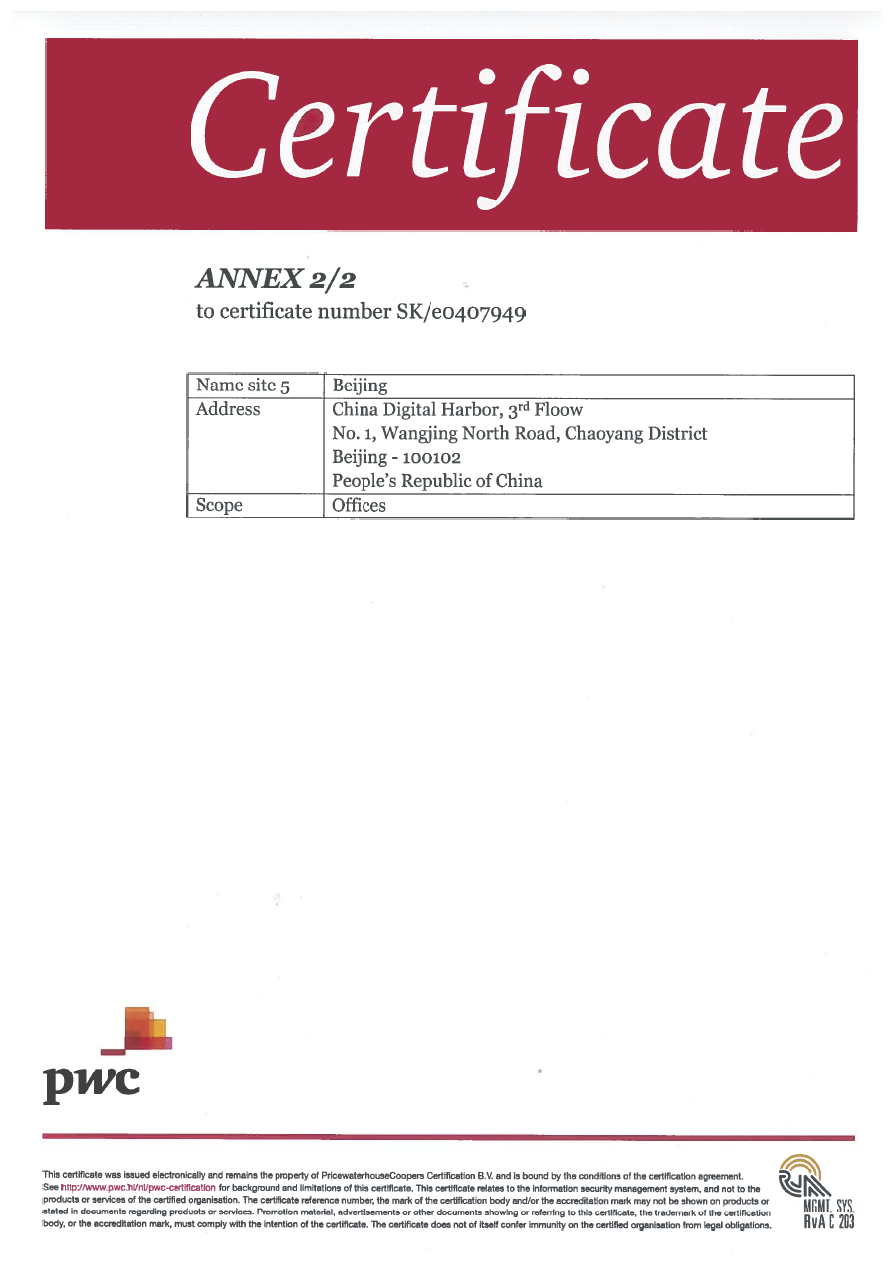 Certificate
ANNEX 2/2
to certificate number SK/e0407949
Name site 5 Beijing
Address China Digital Harbor, 3rd Floow
No. 1, Wangjing North Road, Chaoyang District
Beijing - 100102
People's Republic of China
Scope Offices
pwc
This certificate was issued electronically and remains the property of PricewaterhouseCoopers Certification B.V. and is bound by the conditions of the certification agreement.
See http://www.pwc.nl/nl/pwc-certification for background and limitations of this certificate. This certificate relates to the information security management system, and not to the
products or services of the certified organisation. The certificate reference number, the mark of the certification body and/or the accreditation mark may not be shown on products or
stated in documents regarding products or services. Promotion material, advertisements or other documents showing or referring to this certificate, the trademark of the certification
body, or the accreditation mark, must comply with the intention of the certificate. The certificate does not of itself confer immunity on the certified organisation from legal obligations.
MGMT. SYS.
RvA C 203